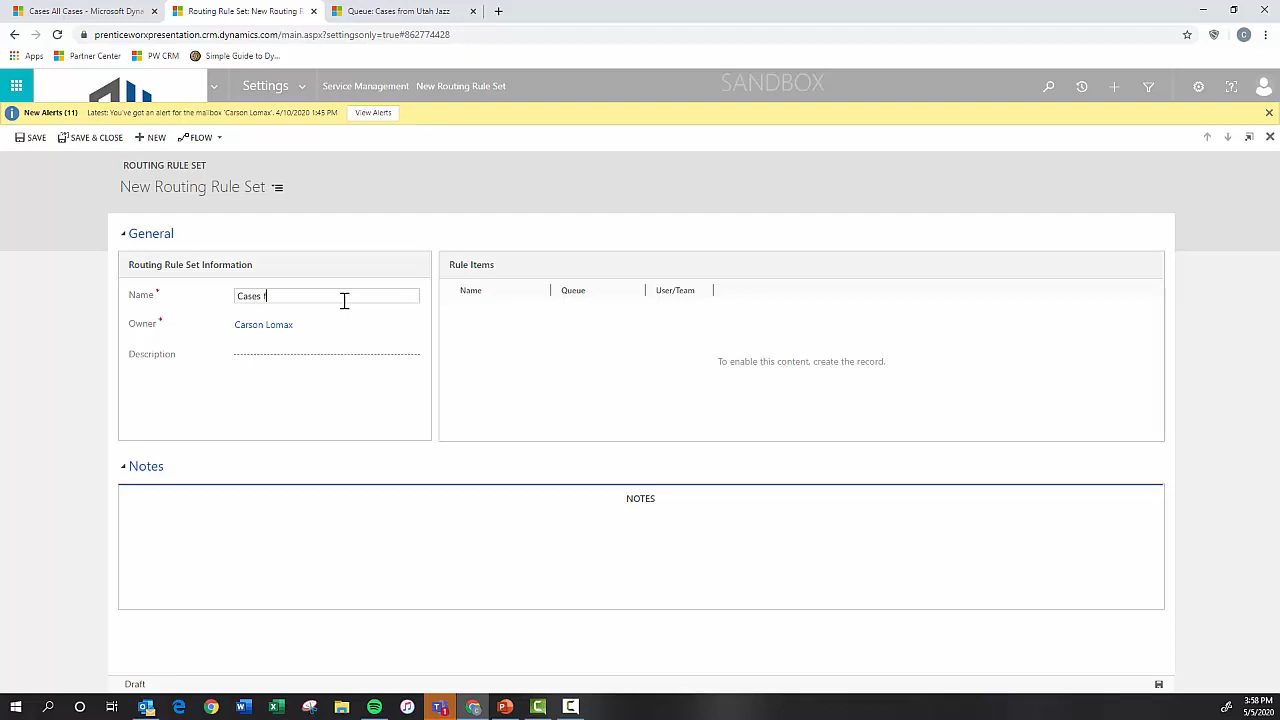 Cases All Cases - Microsoft Dyna
Routing Rule Set: New Routing R
Queue: Cases from Utah Jazz
prenticeworxpresentation.crm.dynamics.com/main.aspx?settingsonly=true#862774428
Apps
Partner Center
PW CRM
Simple Guide to Dy...
Settings
Service Management
New Routing Rule Set
SANDBOX
New Alerts (11)
Latest: You've got an alert for the mailbox 'Carson Lomax'. 4/10/2020 1:45 PM
View Alerts
SAVE
SAVE & CLOSE
NEW
FLOW
ROUTING RULE SET
New Routing Rule Set
General
Routing Rule Set Information
Name *
Cases f
Owner *
Carson Lomax
Description
Rule Items
Name
Queue
User/Team
To enable this content, create the record.
Notes
NOTES
Draft
3:58 PM
5/5/2020